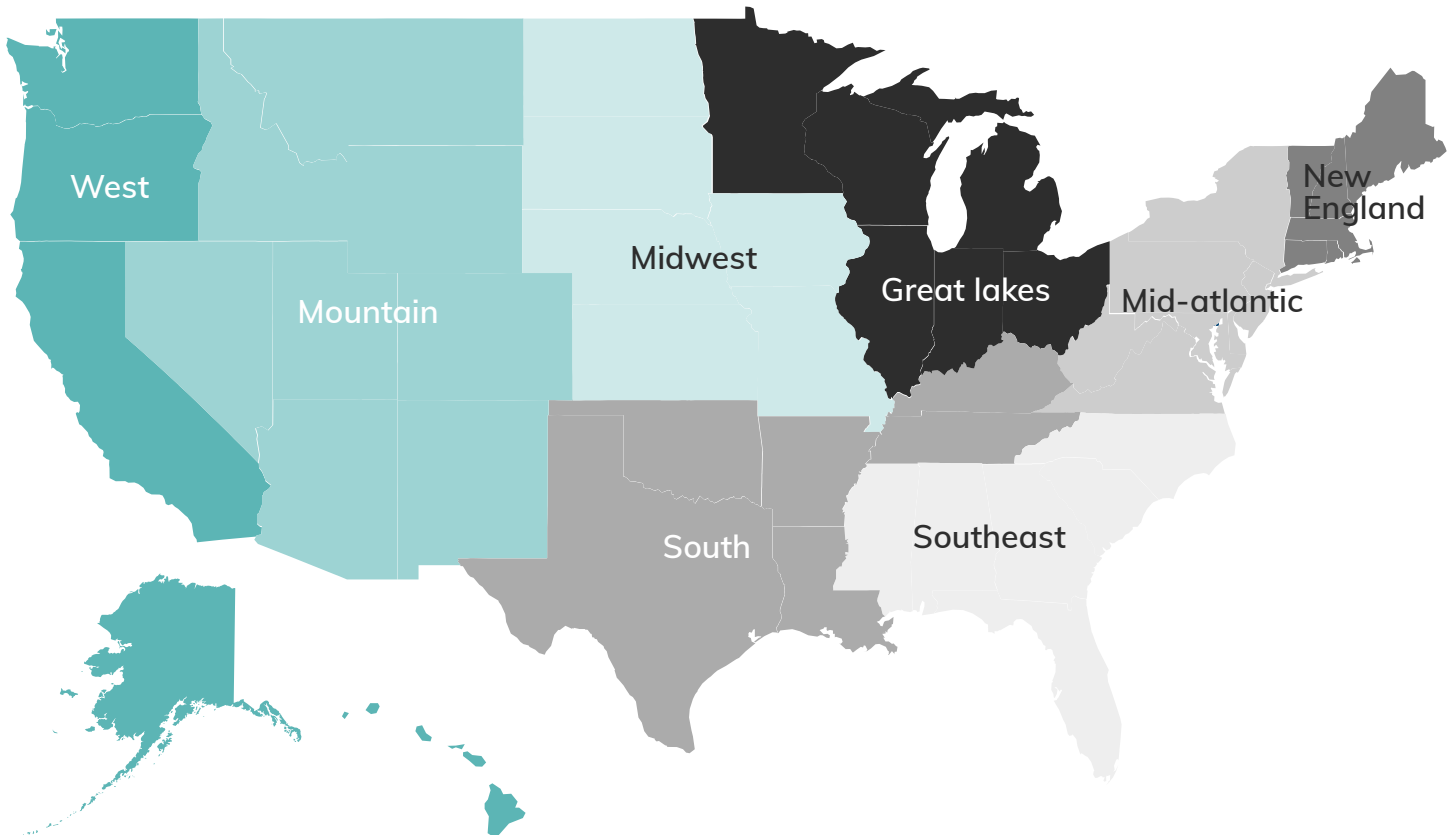 New
England
West
Midwest
Great lakes
Mid-atlantic
Mountain
Southeast
South